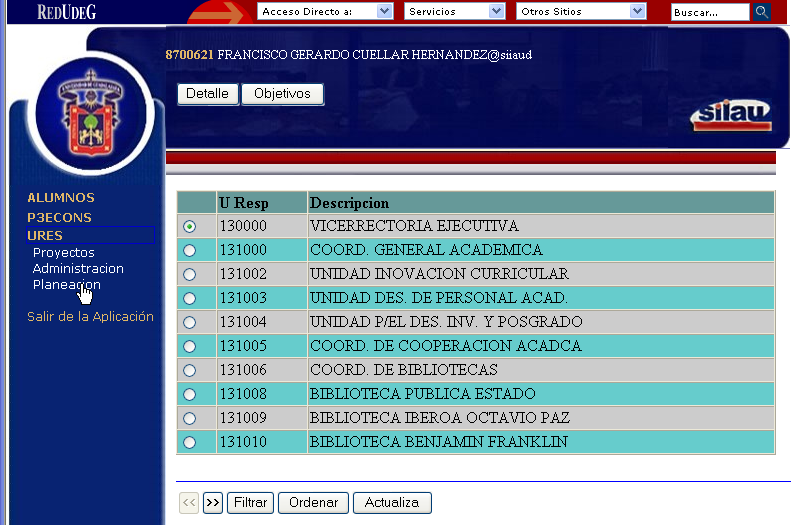 REDUDEG Acceso Directo a: Servicios Otros Sitios Buscar...
8700621 FRANCISCO GERARDO CUELLAR HERNANDEZ@siiaud
Detalle Objetivos
siiau
ALUMNOS
P3ECONS
URES
Proyectos
Administracion
Planeacion
Salir de la Aplicación
U Resp Descripcion
130000 VICERRECTORIA EJECUTIVA
131000 COORD. GENERAL ACADEMICA
131002 UNIDAD INOVACION CURRICULAR
131003 UNIDAD DES. DE PERSONAL ACAD.
131004 UNIDAD P/EL DES. INV. Y POSGRADO
131005 COORD. DE COOPERACION ACADCA
131006 COORD. DE BIBLIOTECAS
131008 BIBLIOTECA PUBLICA ESTADO
131009 BIBLIOTECA IBEROA OCTAVIO PAZ
131010 BIBLIOTECA BENJAMIN FRANKLIN
<< >> Filtrar Ordenar Actualiza